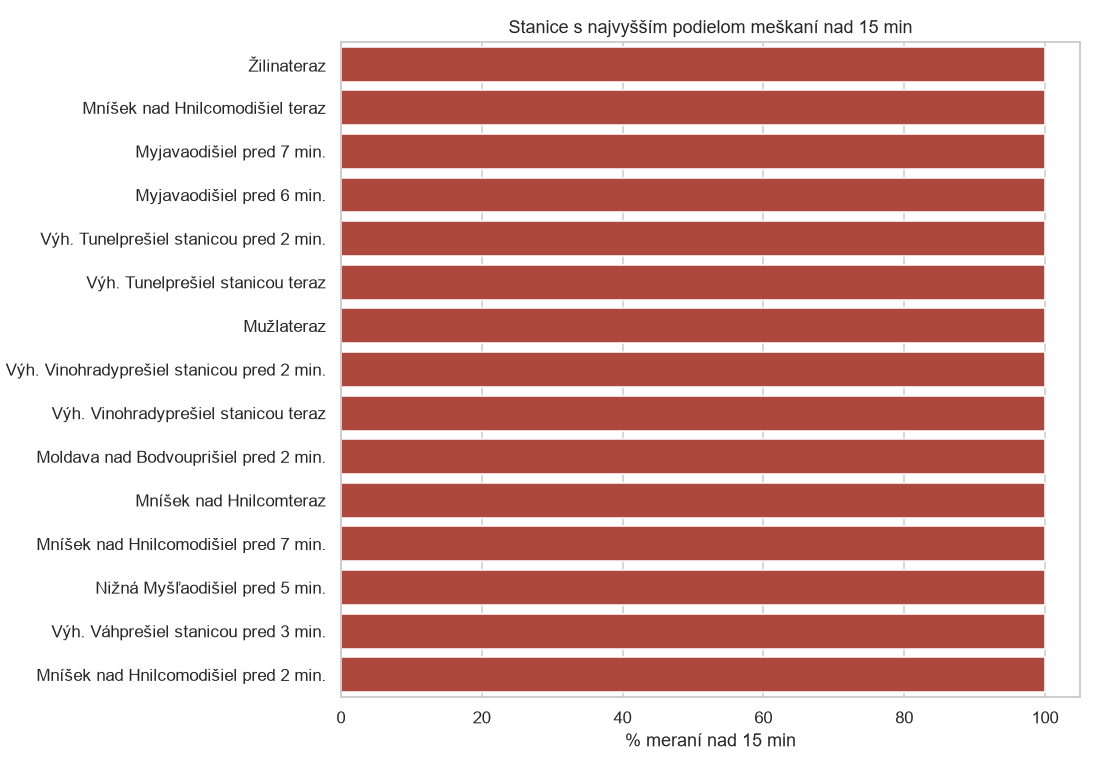 Stanice s najvyšším podielom meškaní nad 15 min
Žilinateraz
Mníšek nad Hnilcomodišiel teraz
Myjavaodišiel pred 7 min.
Myjavaodišiel pred 6 min.
Výh. Tunelprešiel stanicou pred 2 min.
Výh. Tunelprešiel stanicou teraz
Mužlateraz
Výh. Vinohradyprešiel stanicou pred 2 min.
Výh. Vinohradyprešiel stanicou teraz
Moldava nad Bodvouprišiel pred 2 min.
Mníšek nad Hnilcomteraz
Mníšek nad Hnilcomodišiel pred 7 min.
Nižná Myšľaodišiel pred 5 min.
Výh. Váhprešiel stanicou pred 3 min.
Mníšek nad Hnilcomodišiel pred 2 min.
0 20 40 60 80 100
% meraní nad 15 min